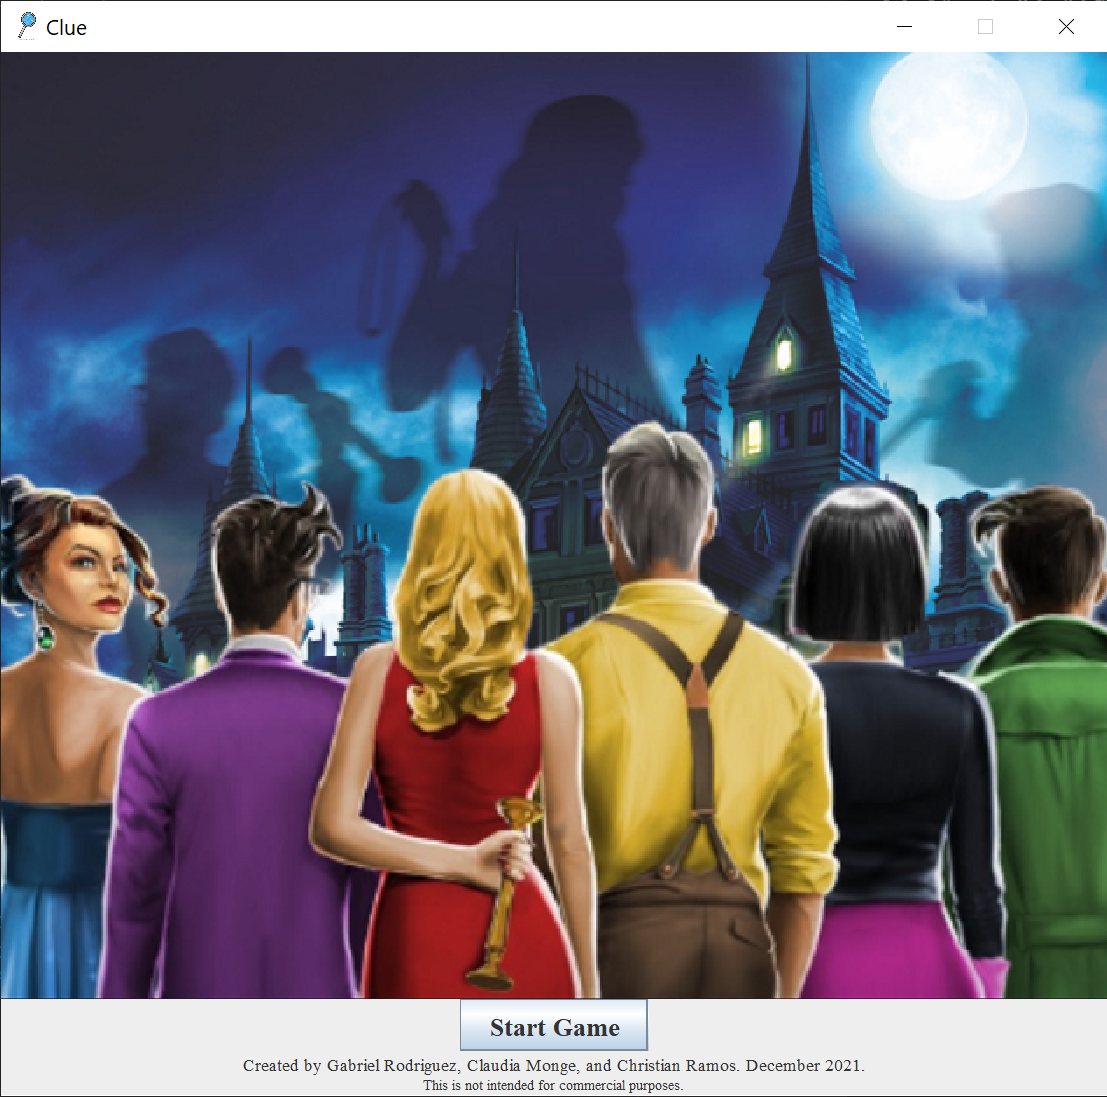 Clue
Start Game
Created by Gabriel Rodriguez, Claudia Monge, and Christian Ramos. December 2021.
This is not intended for commercial purposes.